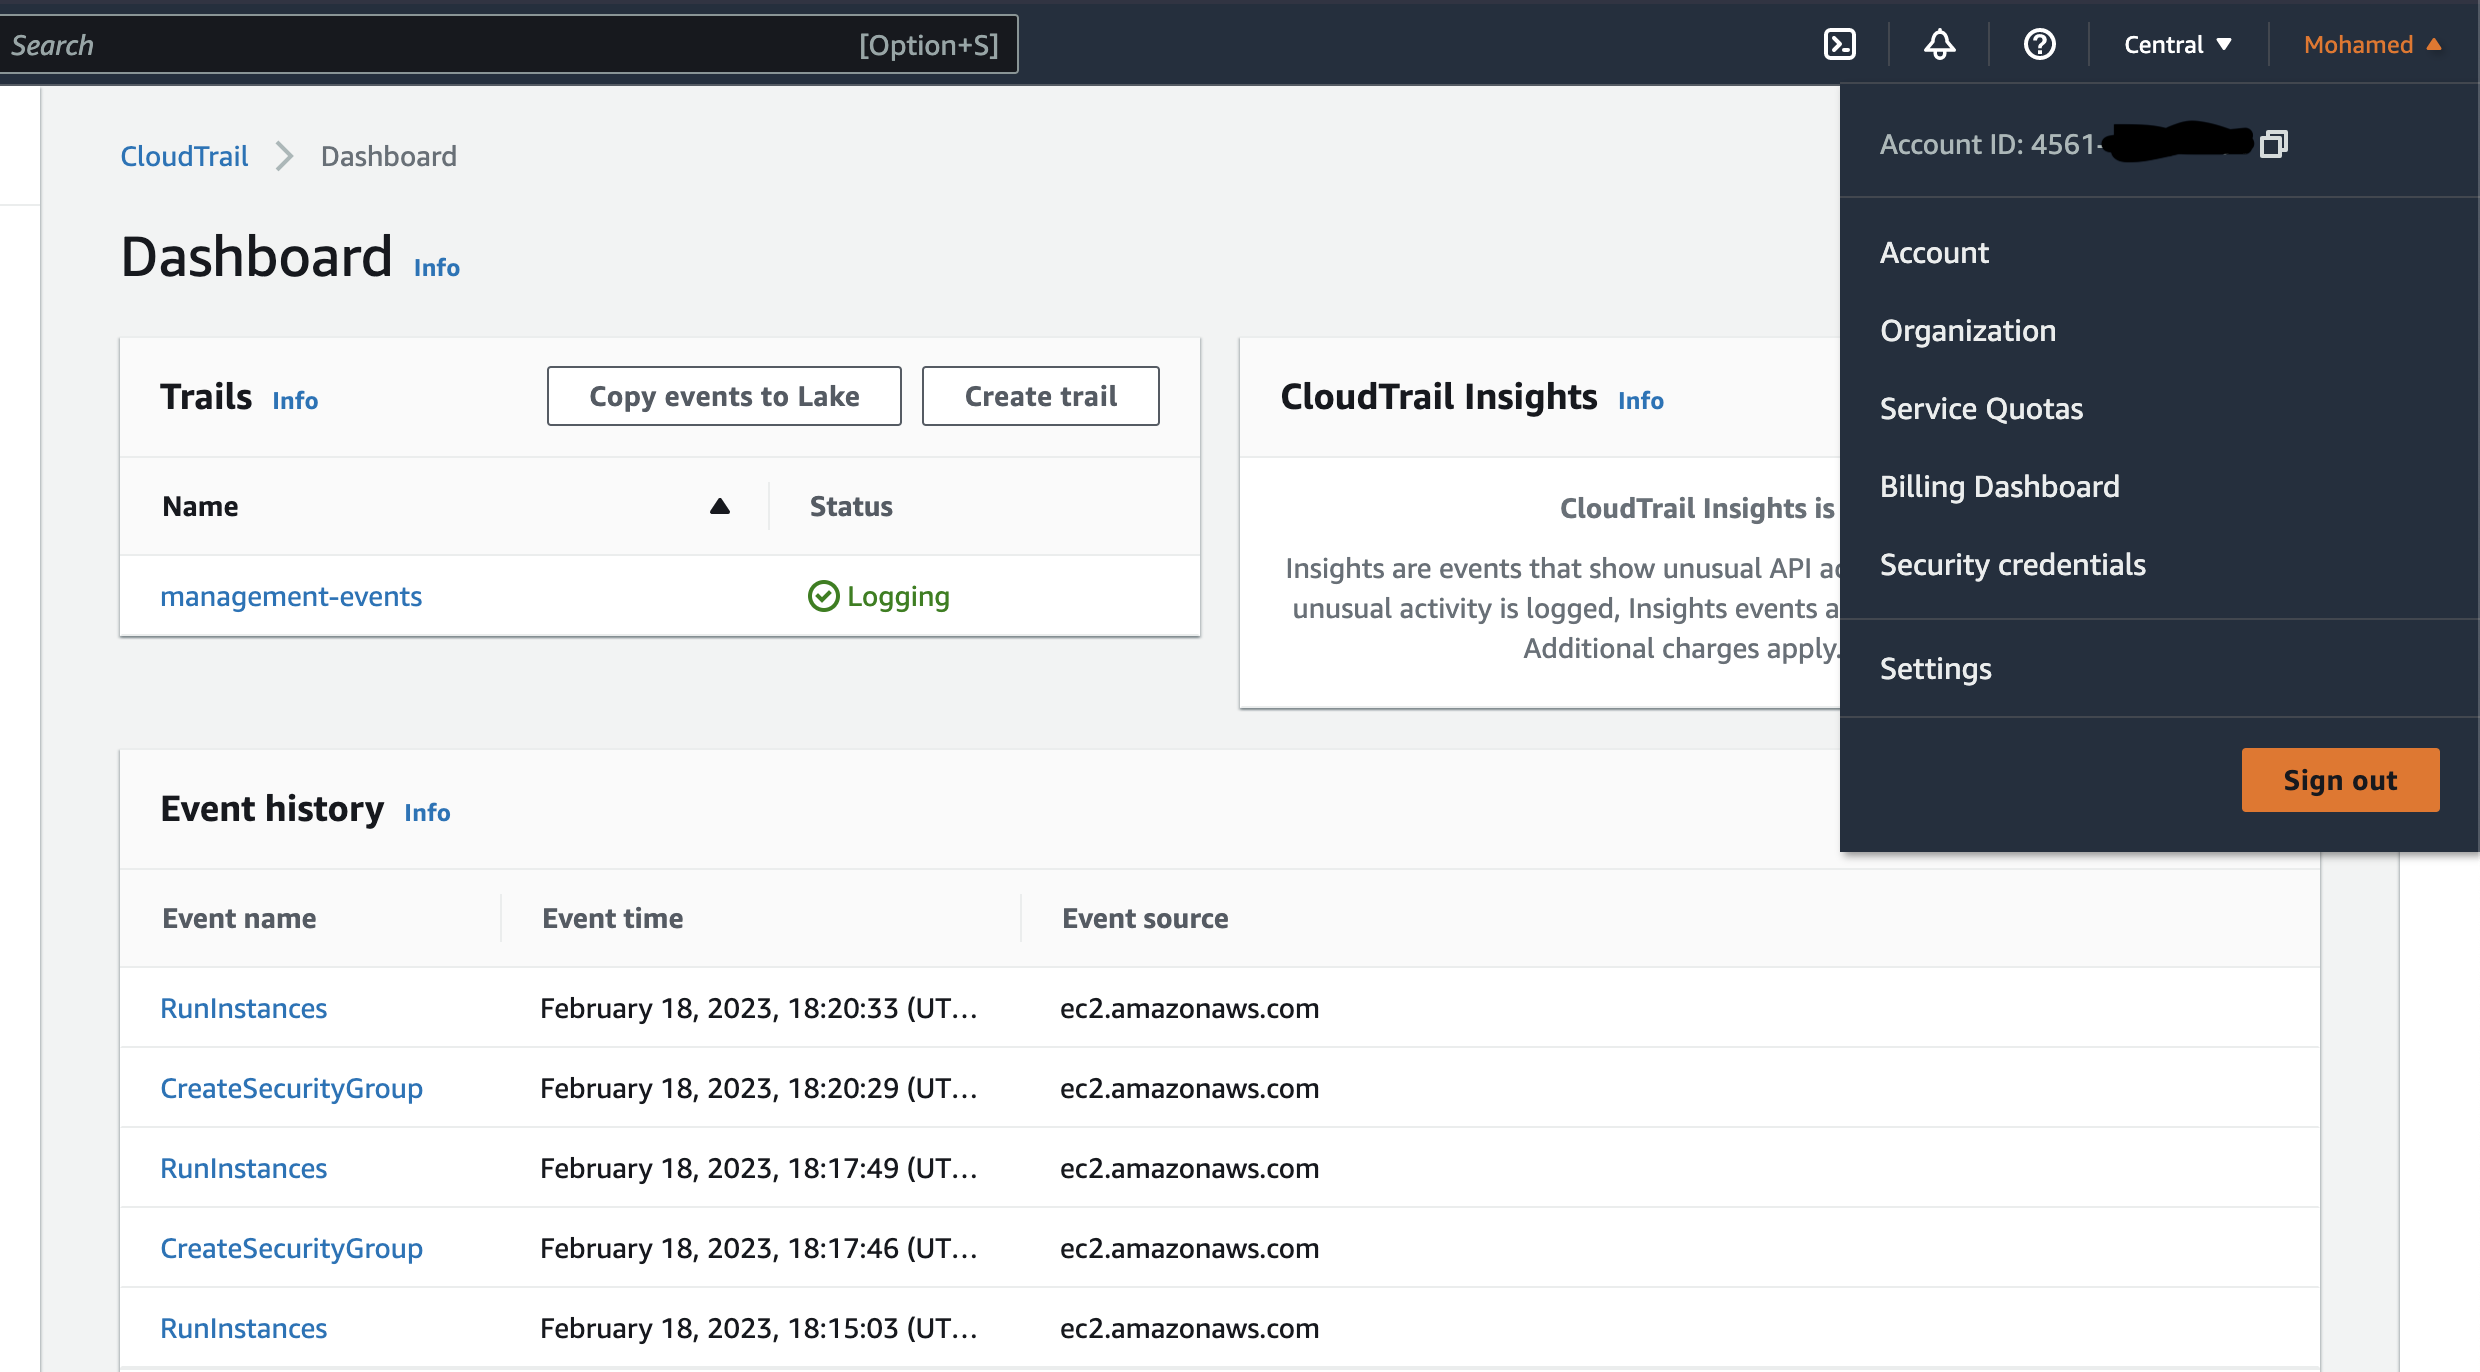 Search [Option+S] Central Mohamed
Account ID: 4561-
Account
Organization
Service Quotas
Billing Dashboard
Security credentials
Settings
Sign out
CloudTrail Dashboard
Dashboard Info
Trails Info Copy events to Lake Create trail
Name Status
management-events Logging
CloudTrail Insights Info
CloudTrail Insights is
Insights are events that show unusual API
unusual activity is logged, Insights events
Additional charges apply.
Event history Info
Event name Event time Event source
RunInstances February 18, 2023, 18:20:33 (UT... ec2.amazonaws.com
CreateSecurityGroup February 18, 2023, 18:20:29 (UT... ec2.amazonaws.com
RunInstances February 18, 2023, 18:17:49 (UT... ec2.amazonaws.com
CreateSecurityGroup February 18, 2023, 18:17:46 (UT... ec2.amazonaws.com
RunInstances February 18, 2023, 18:15:03 (UT... ec2.amazonaws.com